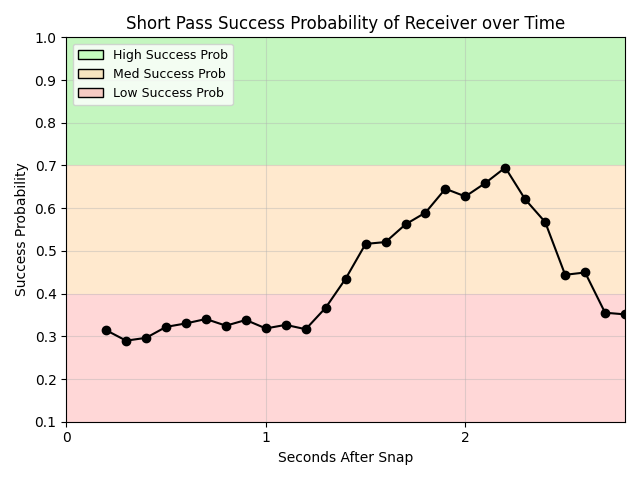 Short Pass Success Probability of Receiver over Time
High Success Prob
Med Success Prob
Low Success Prob
Success Probability
1.0
0.9
0.8
0.7
0.6
0.5
0.4
0.3
0.2
0.1
0
1
2
Seconds After Snap